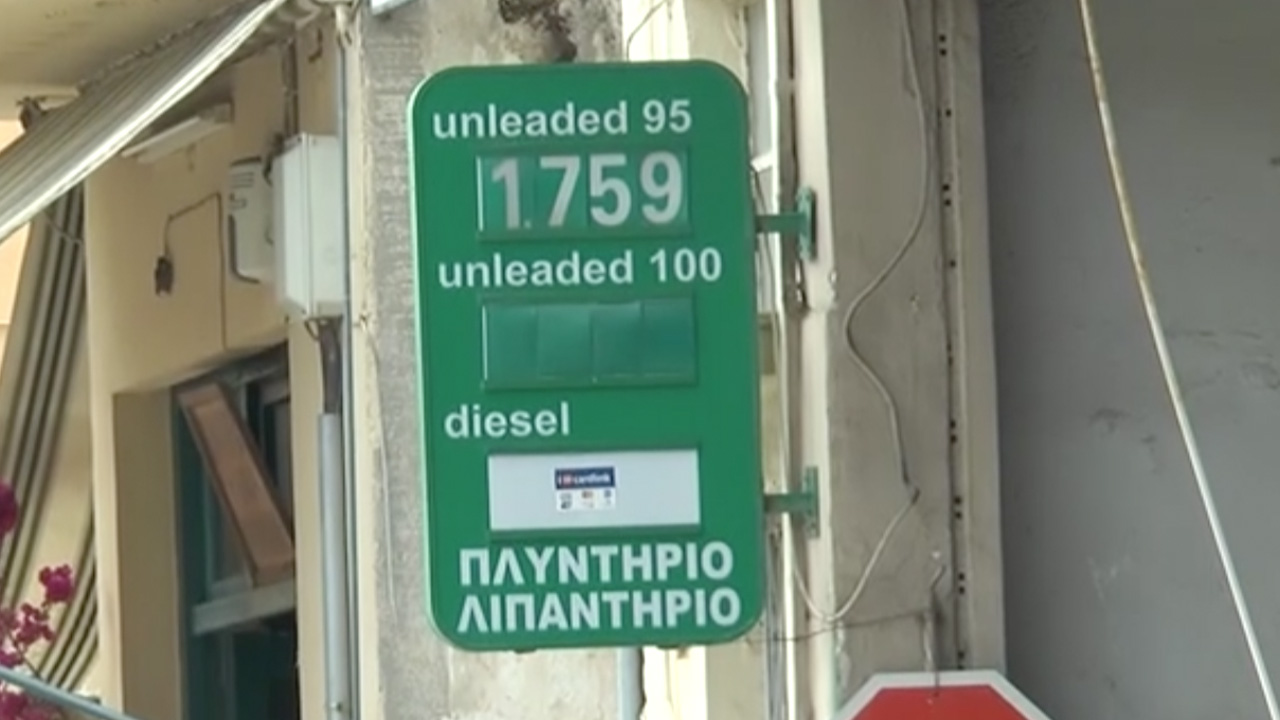 unleaded 95
1.759
unleaded 100
diesel
ΠΛΥΝΤΗΡΙΟ
ΛΙΠΑΝΤΗΡΙΟ